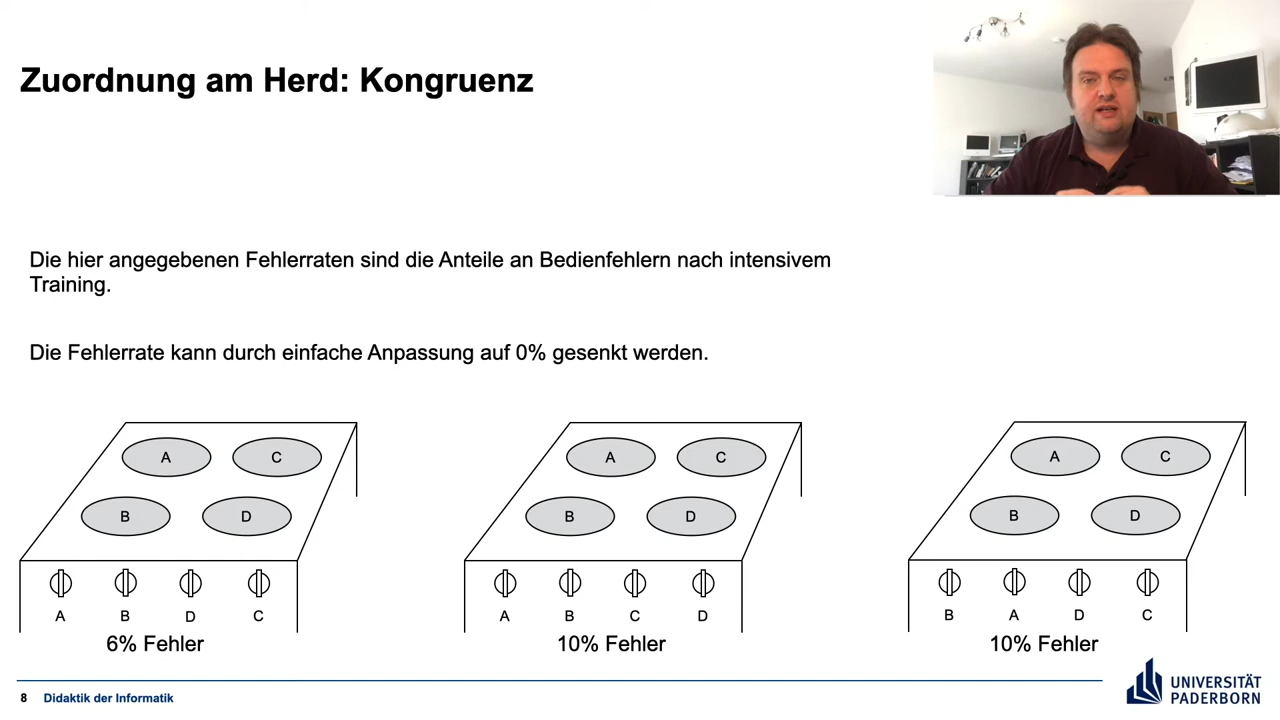 Zuordnung am Herd: Kongruenz
Die hier angegebenen Fehlerraten sind die Anteile an Bedienfehlern nach intensivem
Training.
Die Fehlerrate kann durch einfache Anpassung auf 0% gesenkt werden.
A C
B D
A B D C
6% Fehler
A C
B D
A B C D
10% Fehler
A C
B D
B A D C
10% Fehler
8 Didaktik der Informatik
UNIVERSITÄT
PADERBORN